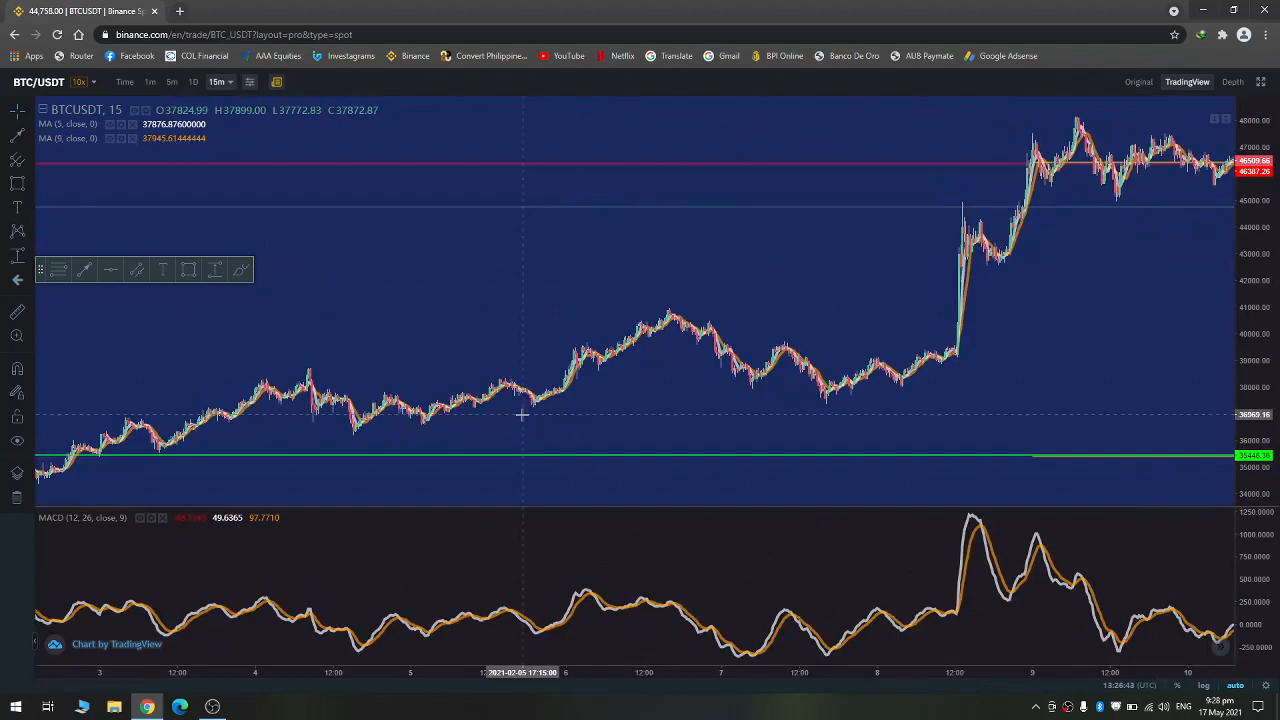 44,758.00 | BTCUSDT | Binance Sp
binance.com/en/trade/BTC_USDT?layout=pro&type=spot
Apps Router Facebook COL Financial AAA Equities Investagrams Binance Convert Philippine... YouTube Netflix Translate Gmail BPI Online Banco De Oro AUB Paymate Google Adsense
BTC/USDT 10x Time 1m 5m 15m 1D Original TradingView Depth
BTCUSDT, 15 O37824.99 H37899.00 L37772.83 C37872.87
MA (5, close, 0) 37876.87600000
MA (9, close, 0) 37945.61444444
48000.00
47000.00
46509.66
46387.26
45000.00
44000.00
43000.00
42000.00
41000.00
40000.00
39000.00
38000.00
36969.16
36000.00
35448.36
35000.00
34000.00
MACD (12, 26, close, 9) 49.6365 97.7710
1250.0000
1000.0000
750.0000
500.0000
250.0000
0.0000
-250.0000
Chart by TradingView
3 12:00 4 12:00 5 12:00 2021-02-05 17:15:00 6 12:00 7 12:00 8 12:00 9 12:00 10
13:26:43 (UTC) % log auto
ENG 9:28 pm
17 May 2021